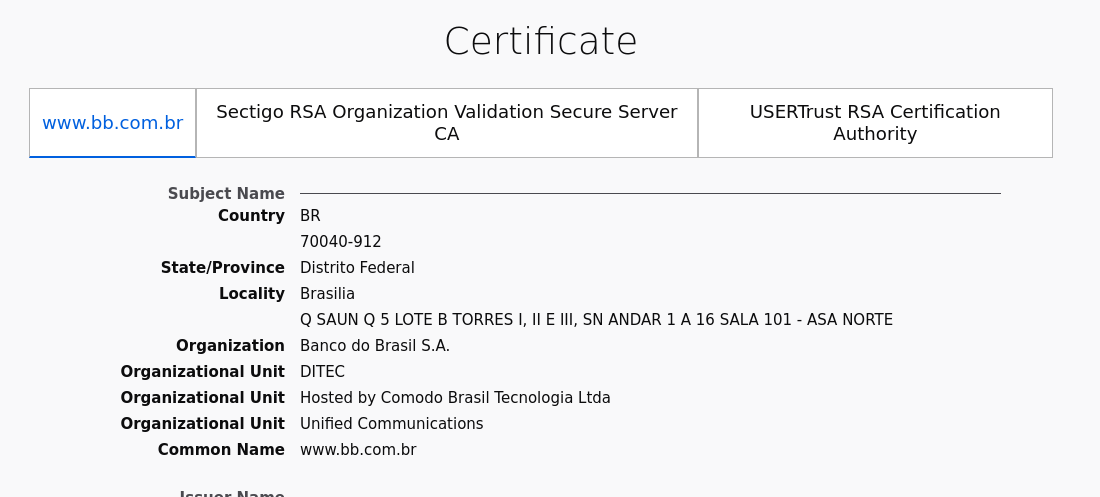 Certificate
www.bb.com.br
Sectigo RSA Organization Validation Secure Server
CA
USERTrust RSA Certification
Authority
Subject Name
Country BR
70040-912
State/Province Distrito Federal
Locality Brasilia
Q SAUN Q 5 LOTE B TORRES I, II E III, SN ANDAR 1 A 16 SALA 101 - ASA NORTE
Organization Banco do Brasil S.A.
Organizational Unit DITEC
Organizational Unit Hosted by Comodo Brasil Tecnologia Ltda
Organizational Unit Unified Communications
Common Name www.bb.com.br
Issuer Name